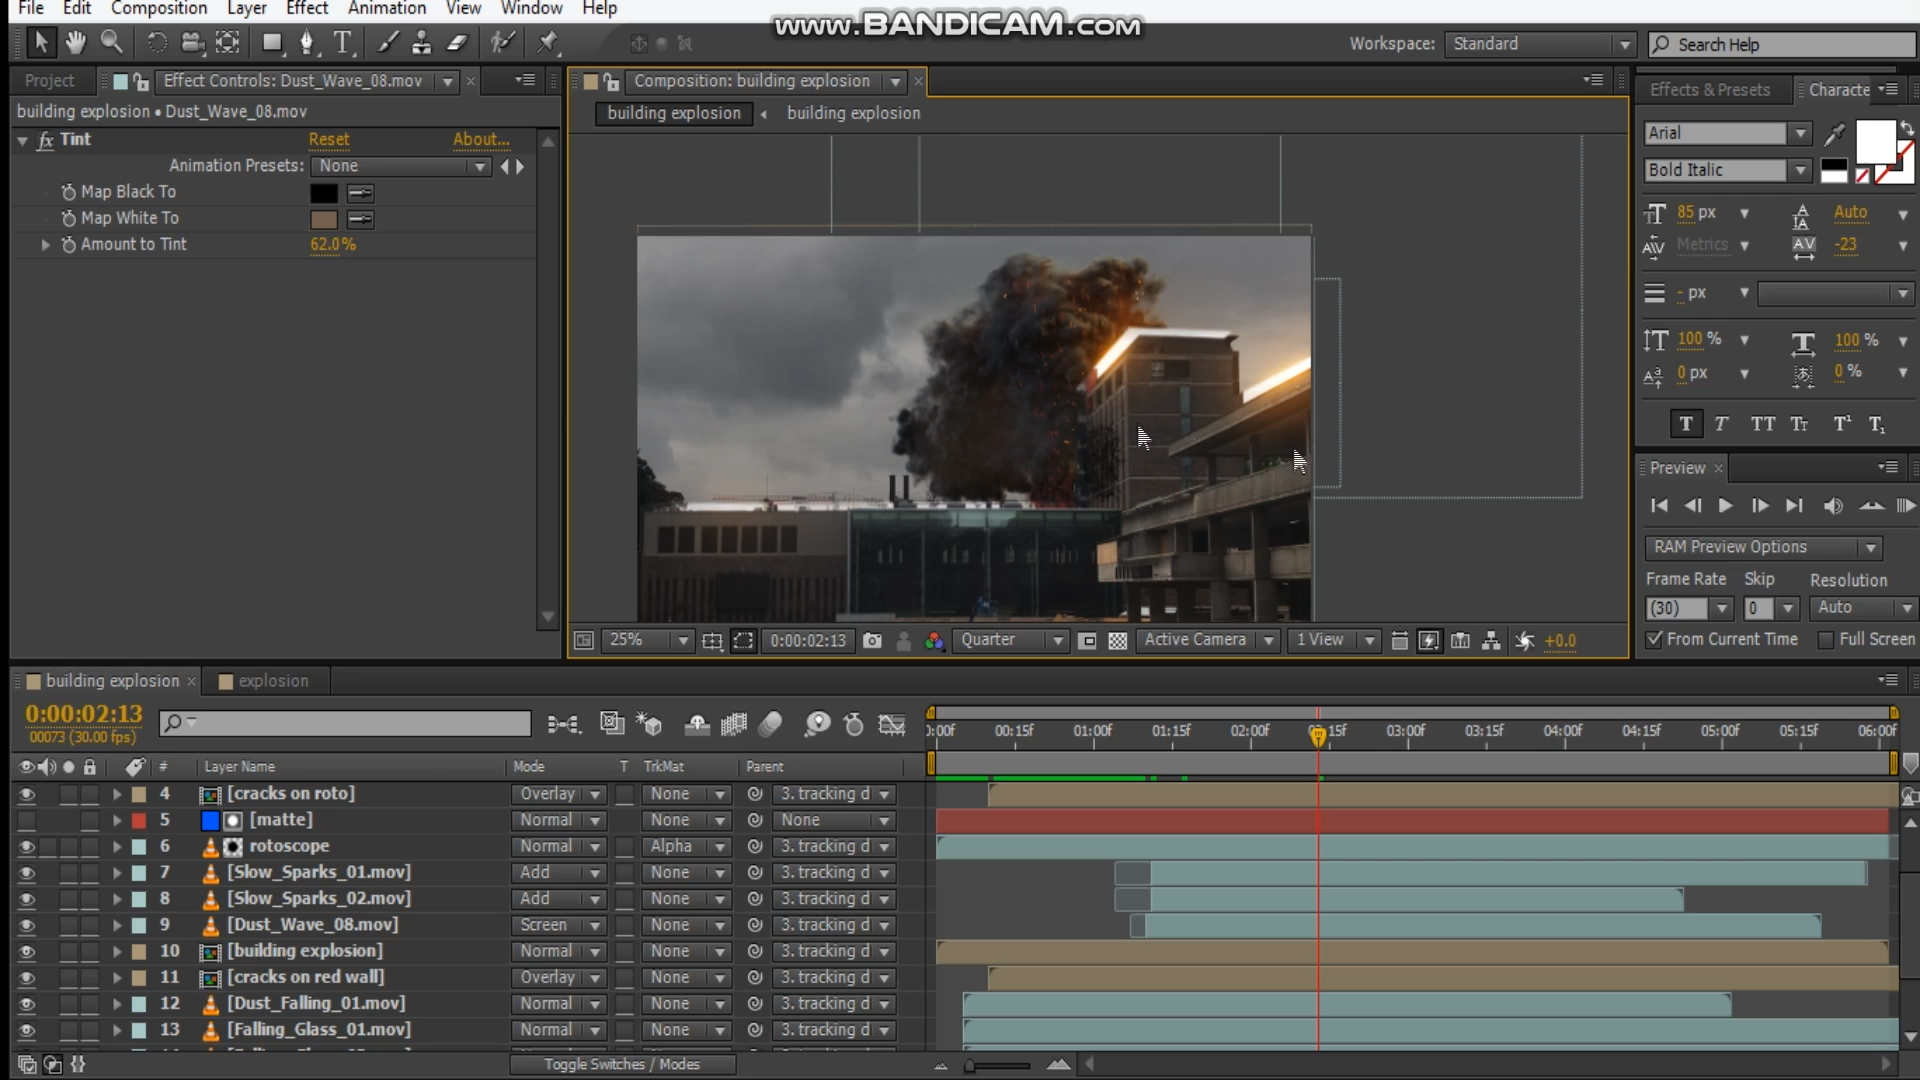 File Edit Composition Layer Effect Animation View Window Help
www.BANDICAM.com
Workspace: Standard
Search Help
Project
Effect Controls: Dust_Wave_08.mov
building explosion • Dust_Wave_08.mov
fx Tint Reset About...
Animation Presets: None
Map Black To
Map White To
Amount to Tint 62.0%
Composition: building explosion
building explosion building explosion
25% 0:00:02:13 Quarter Active Camera 1 View +0.0
Effects & Presets Characte
Arial
Bold Italic
85 px Auto
Metrics -23
- px
100 % 100 %
0 px 0 %
T T TT Tt T¹ T₁
Preview
RAM Preview Options
Frame Rate Skip Resolution
(30) 0 Auto
From Current Time Full Screen
building explosion explosion
0:00:02:13
00073 (30.00 fps)
0:00f 00:15f 01:00f 01:15f 02:00f 15f 03:00f 03:15f 04:00f 04:15f 05:00f 05:15f 06:00f
# Layer Name Mode T TrkMat Parent
4 [cracks on roto] Overlay None 3. tracking d
5 [matte] Normal None None
6 rotoscope Normal Alpha 3. tracking d
7 [Slow_Sparks_01.mov] Add None 3. tracking d
8 [Slow_Sparks_02.mov] Add None 3. tracking d
9 [Dust_Wave_08.mov] Screen None 3. tracking d
10 [building explosion] Normal None 3. tracking d
11 [cracks on red wall] Overlay None 3. tracking d
12 [Dust_Falling_01.mov] Normal None 3. tracking d
13 [Falling_Glass_01.mov] Normal None 3. tracking d
Toggle Switches / Modes